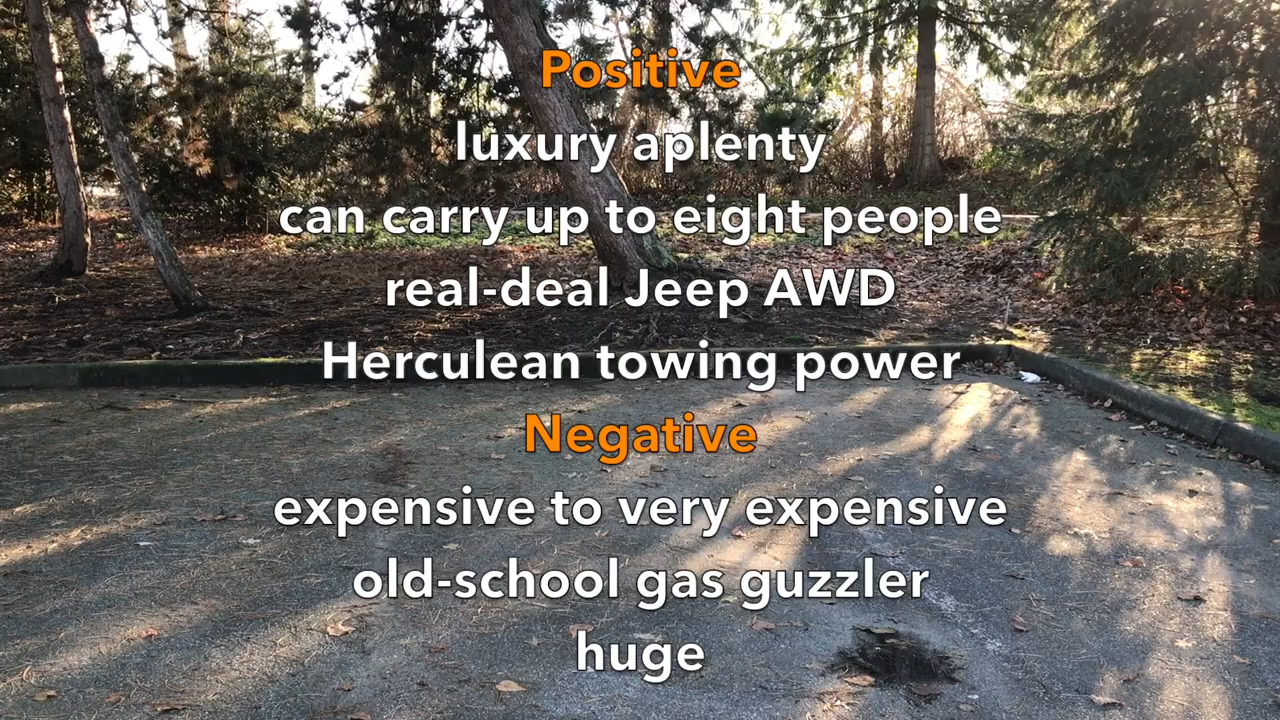 Positive
luxury aplenty
can carry up to eight people
real-deal Jeep AWD
Herculean towing power
Negative
expensive to very expensive
old-school gas guzzler
huge